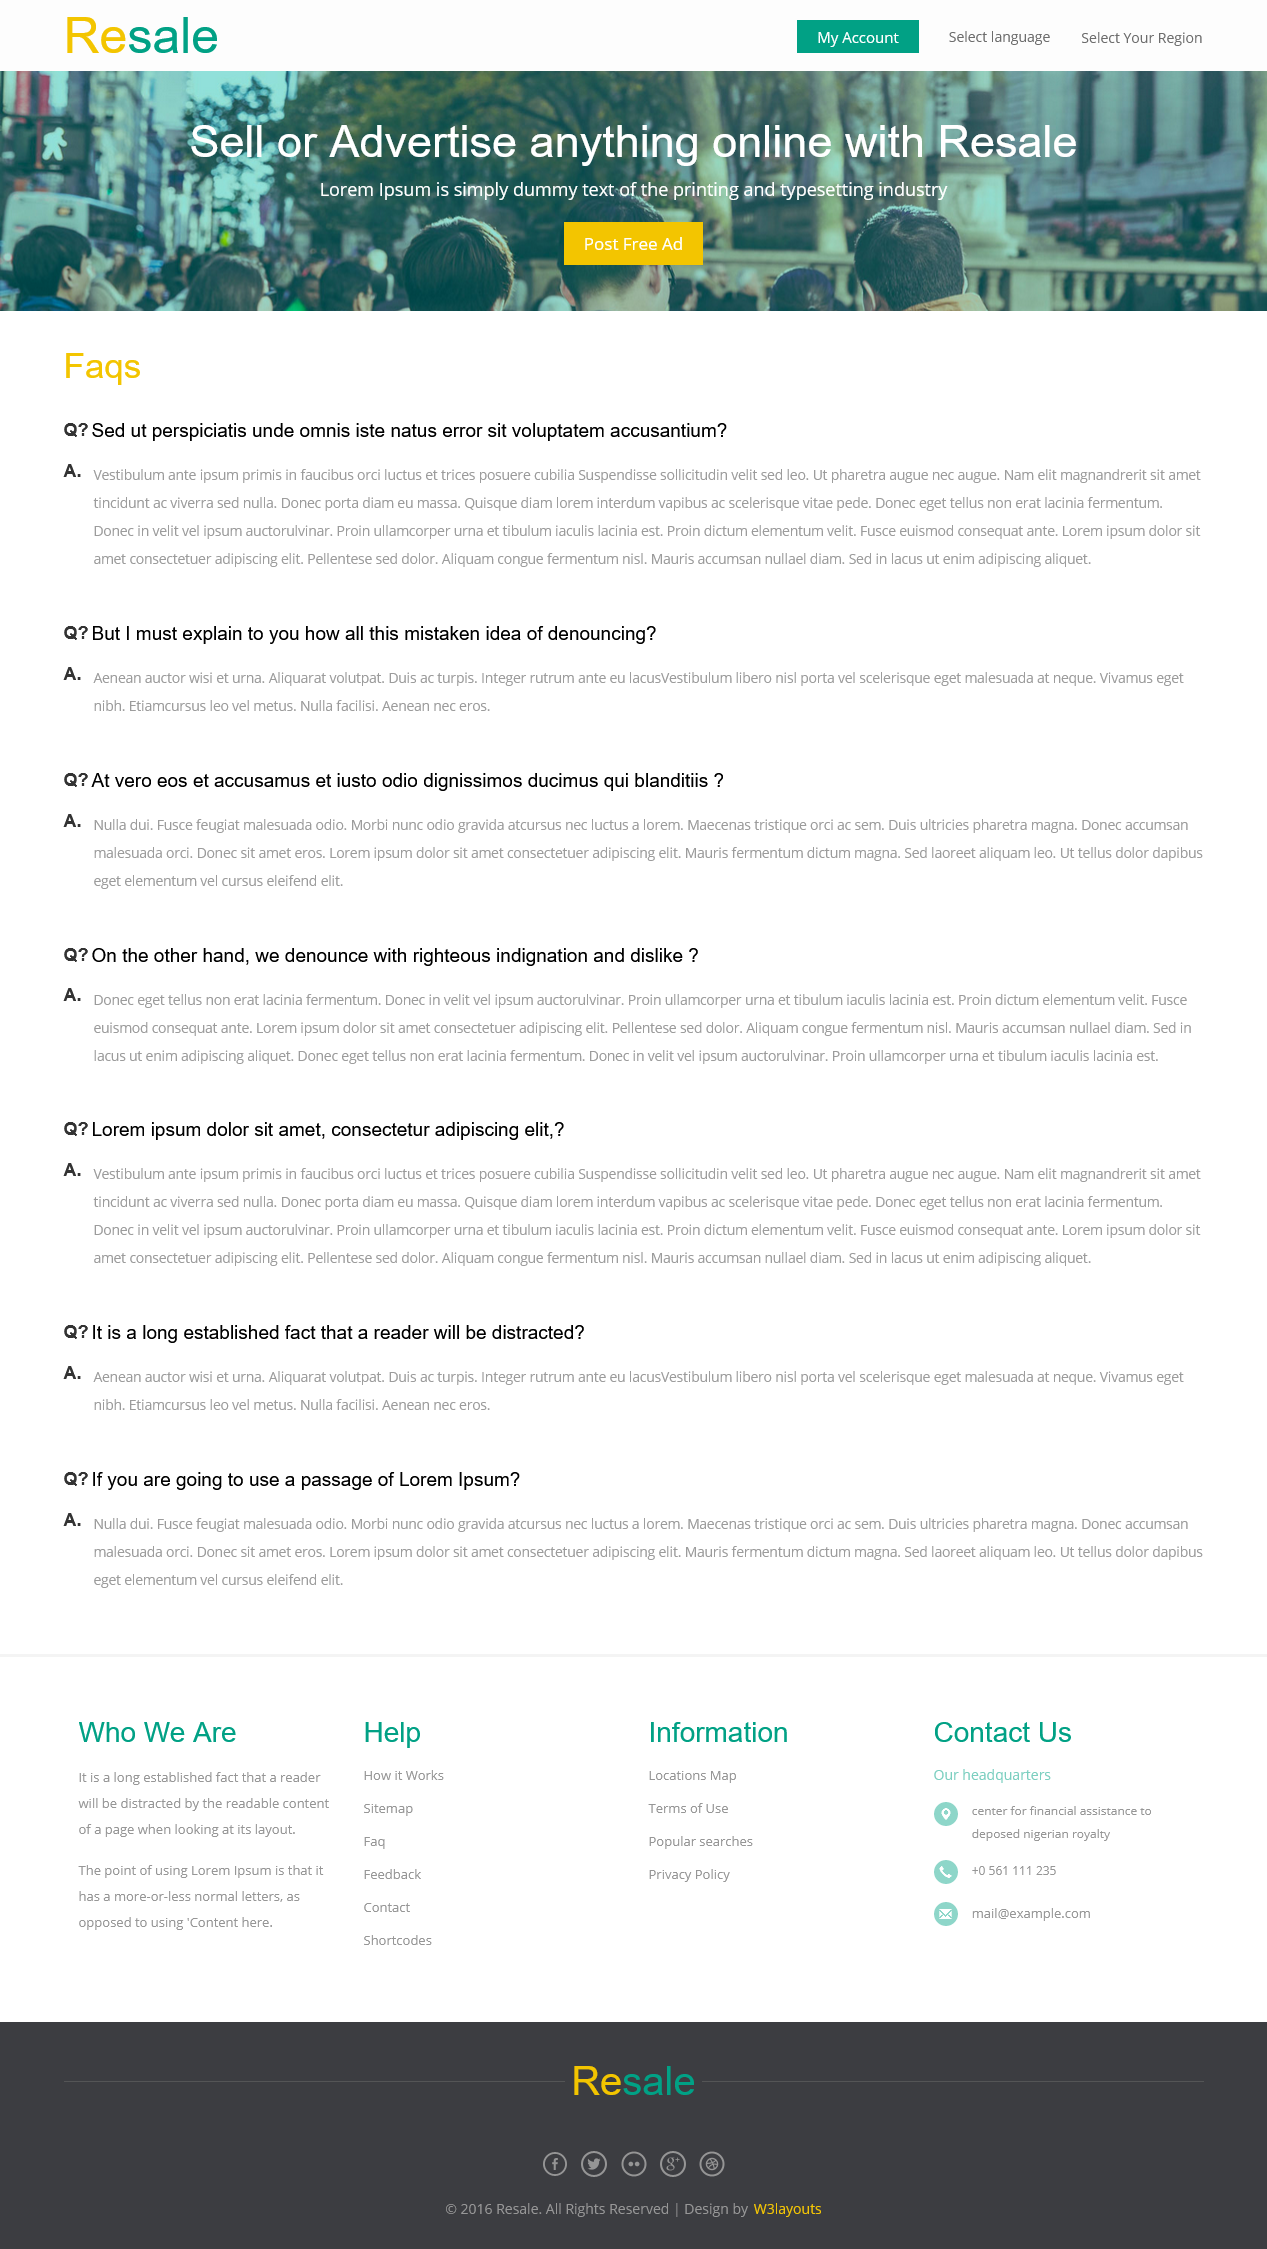 Resale
My Account
Select language
Select Your Region
Sell or Advertise anything online with Resale
Lorem Ipsum is simply dummy text of the printing and typesetting industry
Post Free Ad
Faqs
Q? Sed ut perspiciatis unde omnis iste natus error sit voluptatem accusantium?
A. Vestibulum ante ipsum primis in faucibus orci luctus et trices posuere cubilia Suspendisse sollicitudin velit sed leo. Ut pharetra augue nec augue. Nam elit magnandrerit sit amet
tincidunt ac viverra sed nulla. Donec porta diam eu massa. Quisque diam lorem interdum vapibus ac scelerisque vitae pede. Donec eget tellus non erat lacinia fermentum.
Donec in velit vel ipsum auctorulvinar. Proin ullamcorper urna et tibulum iaculis lacinia est. Proin dictum elementum velit. Fusce euismod consequat ante. Lorem ipsum dolor sit
amet consectetuer adipiscing elit. Pellentese sed dolor. Aliquam congue fermentum nisl. Mauris accumsan nullael diam. Sed in lacus ut enim adipiscing aliquet.
Q? But I must explain to you how all this mistaken idea of denouncing?
A. Aenean auctor wisi et urna. Aliquarat volutpat. Duis ac turpis. Integer rutrum ante eu lacusVestibulum libero nisl porta vel scelerisque eget malesuada at neque. Vivamus eget
nibh. Etiamcursus leo vel metus. Nulla facilisi. Aenean nec eros.
Q? At vero eos et accusamus et iusto odio dignissimos ducimus qui blanditiis ?
A. Nulla dui. Fusce feugiat malesuada odio. Morbi nunc odio gravida atcursus nec luctus a lorem. Maecenas tristique orci ac sem. Duis ultricies pharetra magna. Donec accumsan
malesuada orci. Donec sit amet eros. Lorem ipsum dolor sit amet consectetuer adipiscing elit. Mauris fermentum dictum magna. Sed laoreet aliquam leo. Ut tellus dolor dapibus
eget elementum vel cursus eleifend elit.
Q? On the other hand, we denounce with righteous indignation and dislike ?
A. Donec eget tellus non erat lacinia fermentum. Donec in velit vel ipsum auctorulvinar. Proin ullamcorper urna et tibulum iaculis lacinia est. Proin dictum elementum velit. Fusce
euismod consequat ante. Lorem ipsum dolor sit amet consectetuer adipiscing elit. Pellentese sed dolor. Aliquam congue fermentum nisl. Mauris accumsan nullael diam. Sed in
lacus ut enim adipiscing aliquet. Donec eget tellus non erat lacinia fermentum. Donec in velit vel ipsum auctorulvinar. Proin ullamcorper urna et tibulum iaculis lacinia est.
Q? Lorem ipsum dolor sit amet, consectetur adipiscing elit,?
A. Vestibulum ante ipsum primis in faucibus orci luctus et trices posuere cubilia Suspendisse sollicitudin velit sed leo. Ut pharetra augue nec augue. Nam elit magnandrerit sit amet
tincidunt ac viverra sed nulla. Donec porta diam eu massa. Quisque diam lorem interdum vapibus ac scelerisque vitae pede. Donec eget tellus non erat lacinia fermentum.
Donec in velit vel ipsum auctorulvinar. Proin ullamcorper urna et tibulum iaculis lacinia est. Proin dictum elementum velit. Fusce euismod consequat ante. Lorem ipsum dolor sit
amet consectetuer adipiscing elit. Pellentese sed dolor. Aliquam congue fermentum nisl. Mauris accumsan nullael diam. Sed in lacus ut enim adipiscing aliquet.
Q? It is a long established fact that a reader will be distracted?
A. Aenean auctor wisi et urna. Aliquarat volutpat. Duis ac turpis. Integer rutrum ante eu lacusVestibulum libero nisl porta vel scelerisque eget malesuada at neque. Vivamus eget
nibh. Etiamcursus leo vel metus. Nulla facilisi. Aenean nec eros.
Q? If you are going to use a passage of Lorem Ipsum?
A. Nulla dui. Fusce feugiat malesuada odio. Morbi nunc odio gravida atcursus nec luctus a lorem. Maecenas tristique orci ac sem. Duis ultricies pharetra magna. Donec accumsan
malesuada orci. Donec sit amet eros. Lorem ipsum dolor sit amet consectetuer adipiscing elit. Mauris fermentum dictum magna. Sed laoreet aliquam leo. Ut tellus dolor dapibus
eget elementum vel cursus eleifend elit.
Who We Are
It is a long established fact that a reader
will be distracted by the readable content
of a page when looking at its layout.
The point of using Lorem Ipsum is that it
has a more-or-less normal letters, as
opposed to using 'Content here.
Help
How it Works
Sitemap
Faq
Feedback
Contact
Shortcodes
Information
Locations Map
Terms of Use
Popular searches
Privacy Policy
Contact Us
Our headquarters
center for financial assistance to
deposed nigerian royalty
+0 561 111 235
mail@example.com
Resale
© 2016 Resale. All Rights Reserved | Design by W3layouts